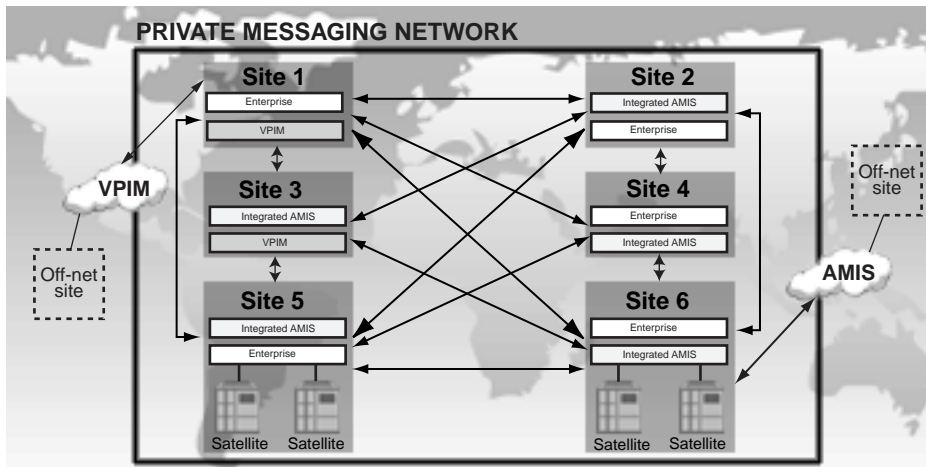 PRIVATE MESSAGING NETWORK
Site 1
Enterprise
VPIM
Site 2
Integrated AMIS
Enterprise
VPIM
Off-net
site
Site 3
Integrated AMIS
VPIM
Site 4
Enterprise
Integrated AMIS
Off-net
site
AMIS
Site 5
Integrated AMIS
Enterprise
Satellite
Satellite
Site 6
Enterprise
Integrated AMIS
Satellite
Satellite